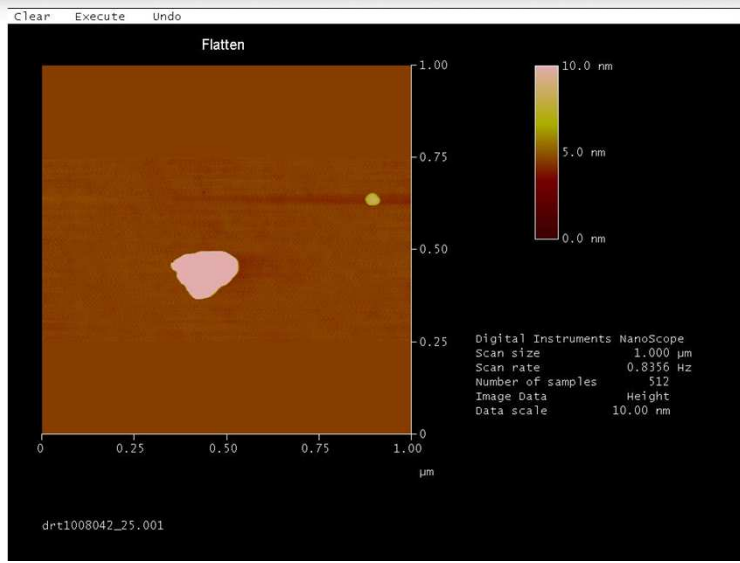 Clear Execute Undo
Flatten
1.00
0.75
0.50
0.25
0
0 0.25 0.50 0.75 1.00
µm
10.0 nm
5.0 nm
0.0 nm
Digital Instruments NanoScope
Scan size 1.000 µm
Scan rate 0.8356 Hz
Number of samples 512
Image Data Height
Data scale 10.00 nm
drt1008042_25.001